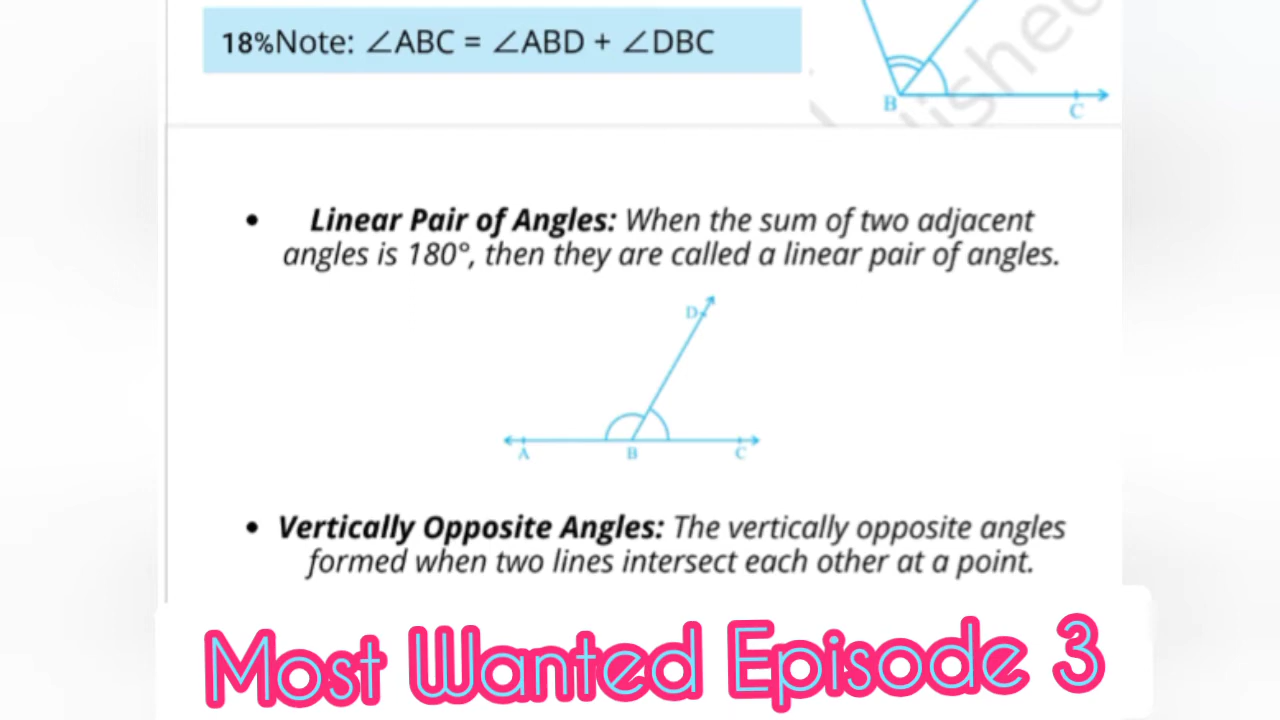 18%Note: ∠ABC = ∠ABD + ∠DBC
B
C
Linear Pair of Angles: When the sum of two adjacent
angles is 180°, then they are called a linear pair of angles.
D
A
B
C
• Vertically Opposite Angles: The vertically opposite angles
formed when two lines intersect each other at a point.
Most Wanted Episode 3